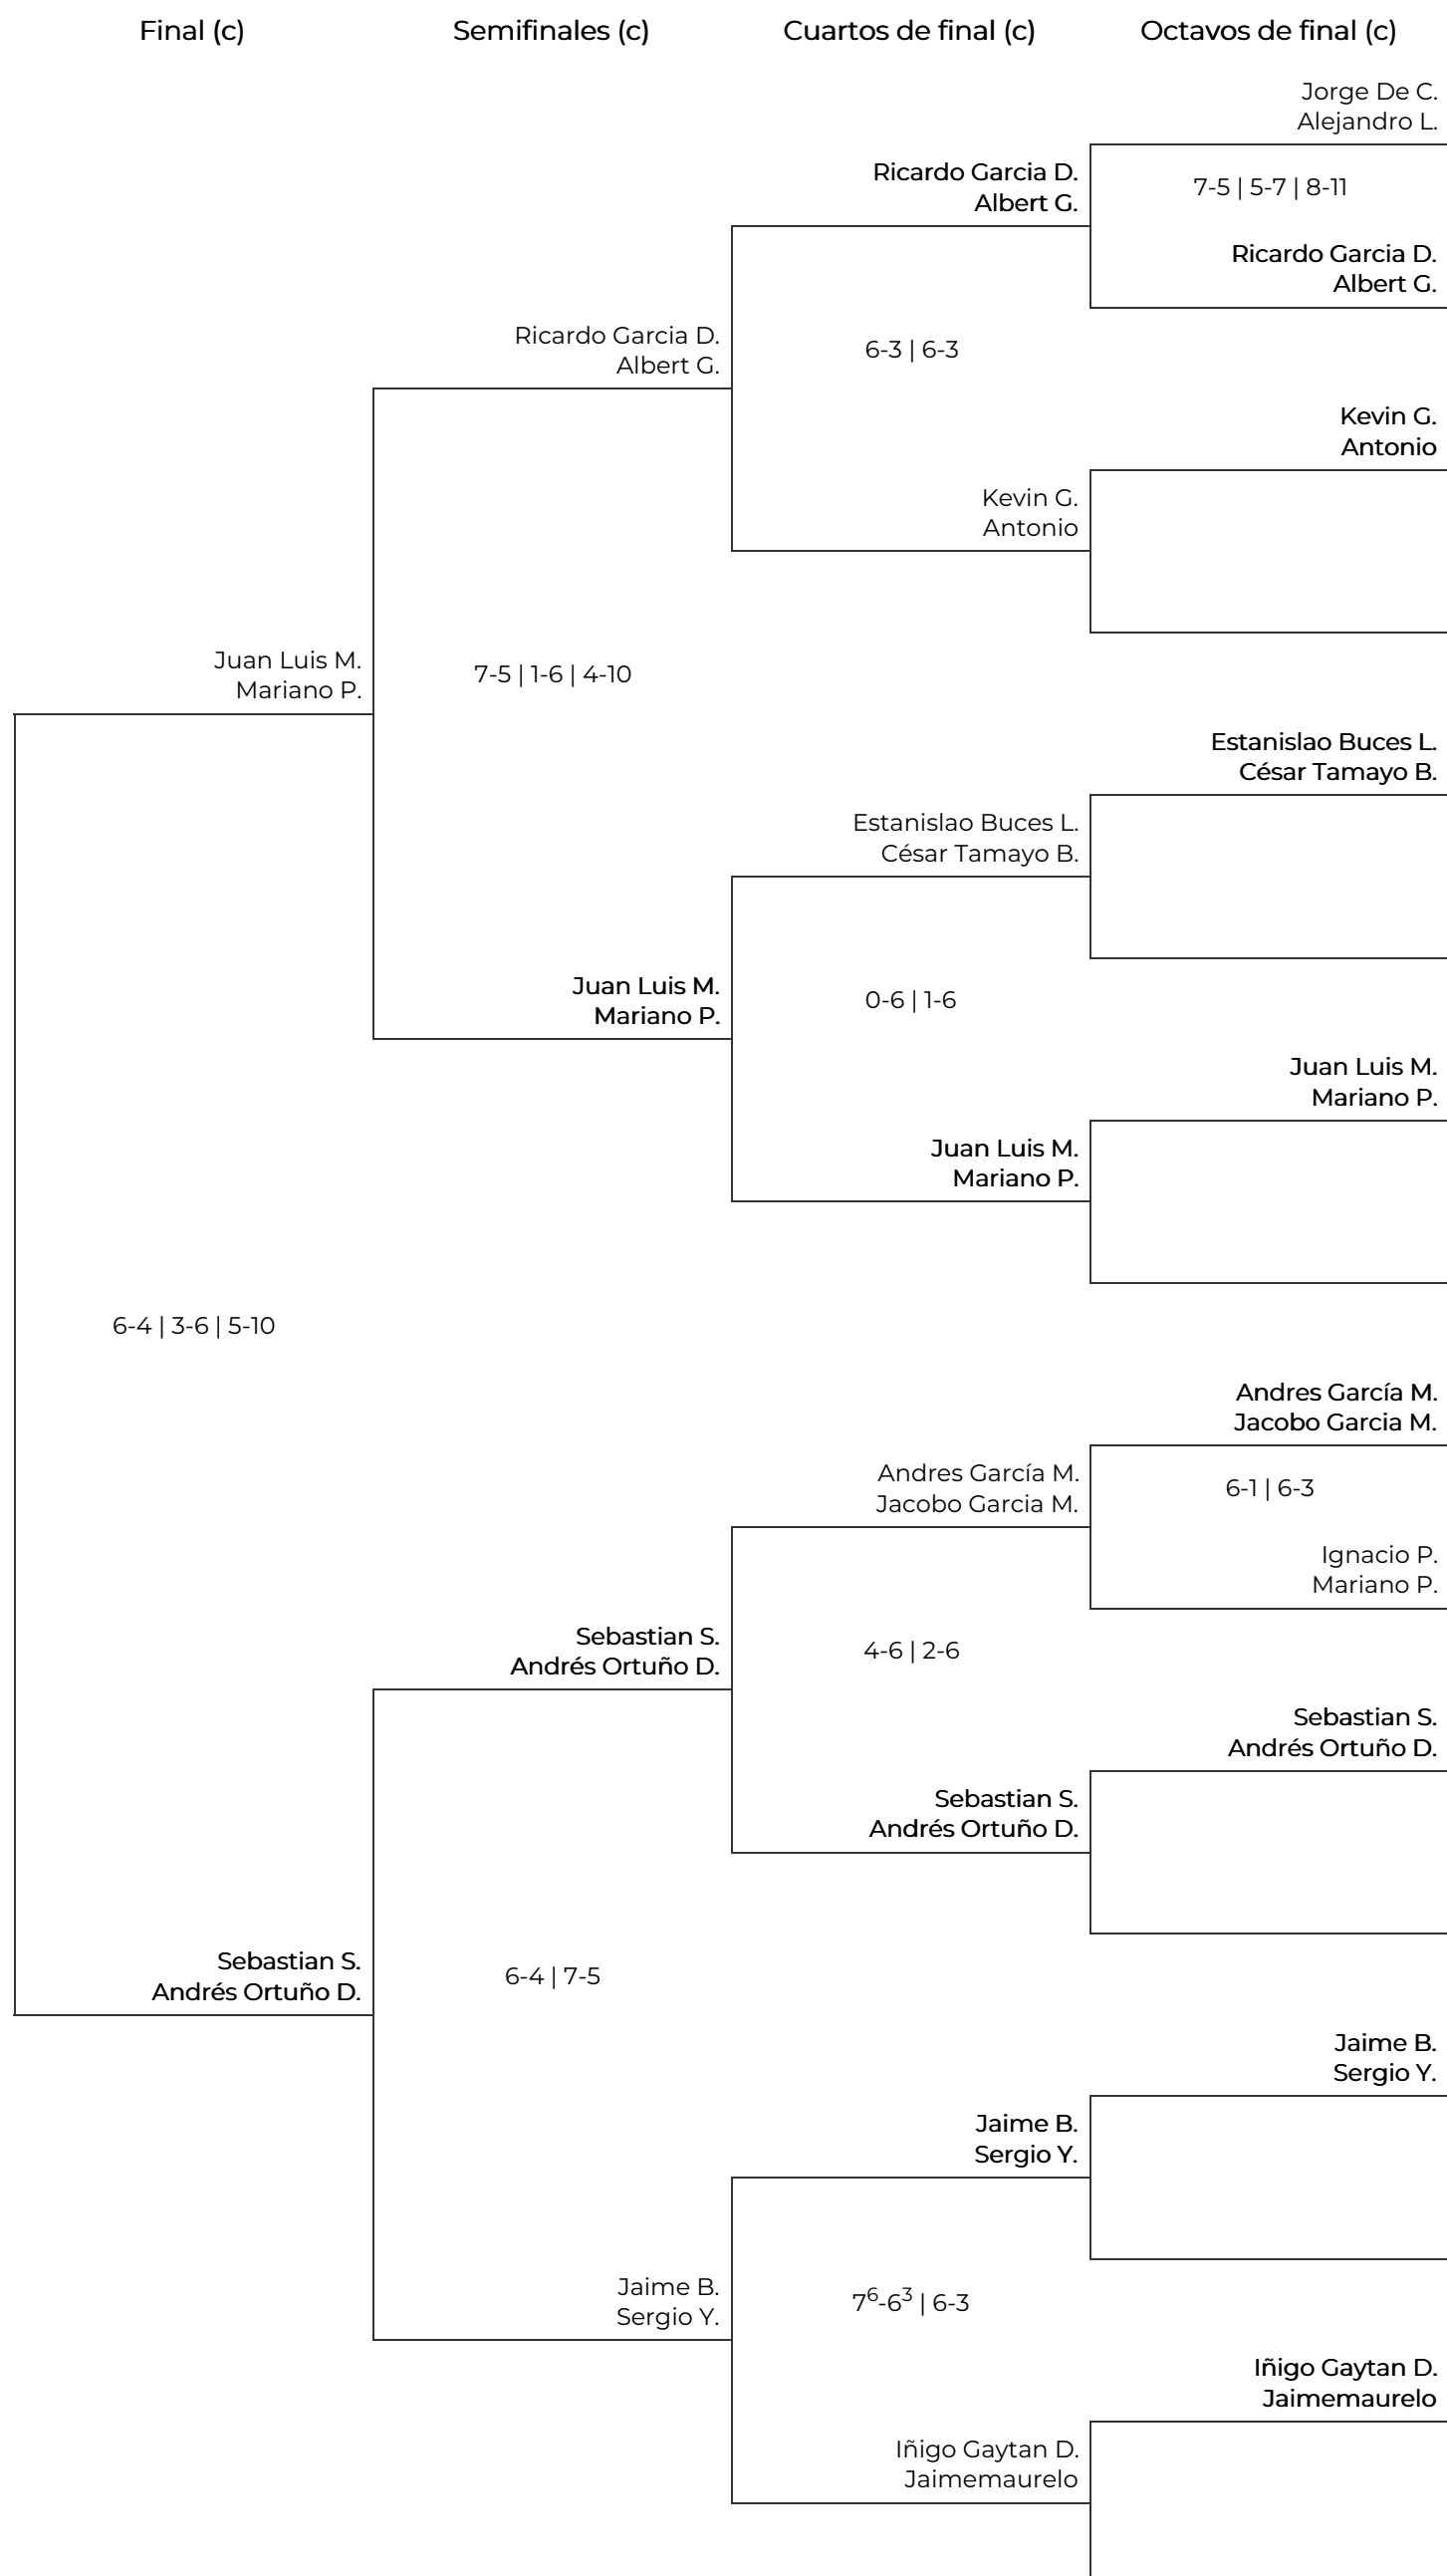 Final (c)
Semifinales (c)
Cuartos de final (c)
Octavos de final (c)
Jorge De C.
Alejandro L.
Ricardo Garcia D.
Albert G.
7-5 | 5-7 | 8-11
Ricardo Garcia D.
Albert G.
Ricardo Garcia D.
Albert G.
6-3 | 6-3
Kevin G.
Antonio
Kevin G.
Antonio
Juan Luis M.
Mariano P.
7-5 | 1-6 | 4-10
Estanislao Buces L.
César Tamayo B.
Estanislao Buces L.
César Tamayo B.
Juan Luis M.
Mariano P.
0-6 | 1-6
Juan Luis M.
Mariano P.
Juan Luis M.
Mariano P.
6-4 | 3-6 | 5-10
Andres García M.
Jacobo Garcia M.
Andres García M.
Jacobo Garcia M.
6-1 | 6-3
Ignacio P.
Mariano P.
Sebastian S.
Andrés Ortuño D.
4-6 | 2-6
Sebastian S.
Andrés Ortuño D.
Sebastian S.
Andrés Ortuño D.
Sebastian S.
Andrés Ortuño D.
6-4 | 7-5
Jaime B.
Sergio Y.
Jaime B.
Sergio Y.
Jaime B.
Sergio Y.
7⁶-6³ | 6-3
Iñigo Gaytan D.
Jaimemaurelo
Iñigo Gaytan D.
Jaimemaurelo